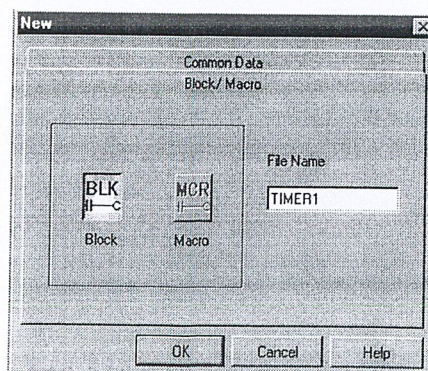 New
Common Data
Block/ Macro
BLK
MCR
File Name
TIMER1
Block
Macro
OK
Cancel
Help